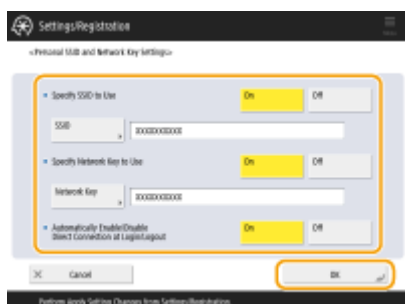 Settings/Registration
<Personal SSID and Network Key Settings>
Specify SSID to Use
On
Off
SSID
XXXXXXXXXX
Specify Network Key to Use
On
Off
Network Key
XXXXXXXXXX
Automatically Enable/Disable
Direct Connection at Login/Logout
On
Off
Cancel
OK
Perform Apply Setting Changes from Settings/Registration.